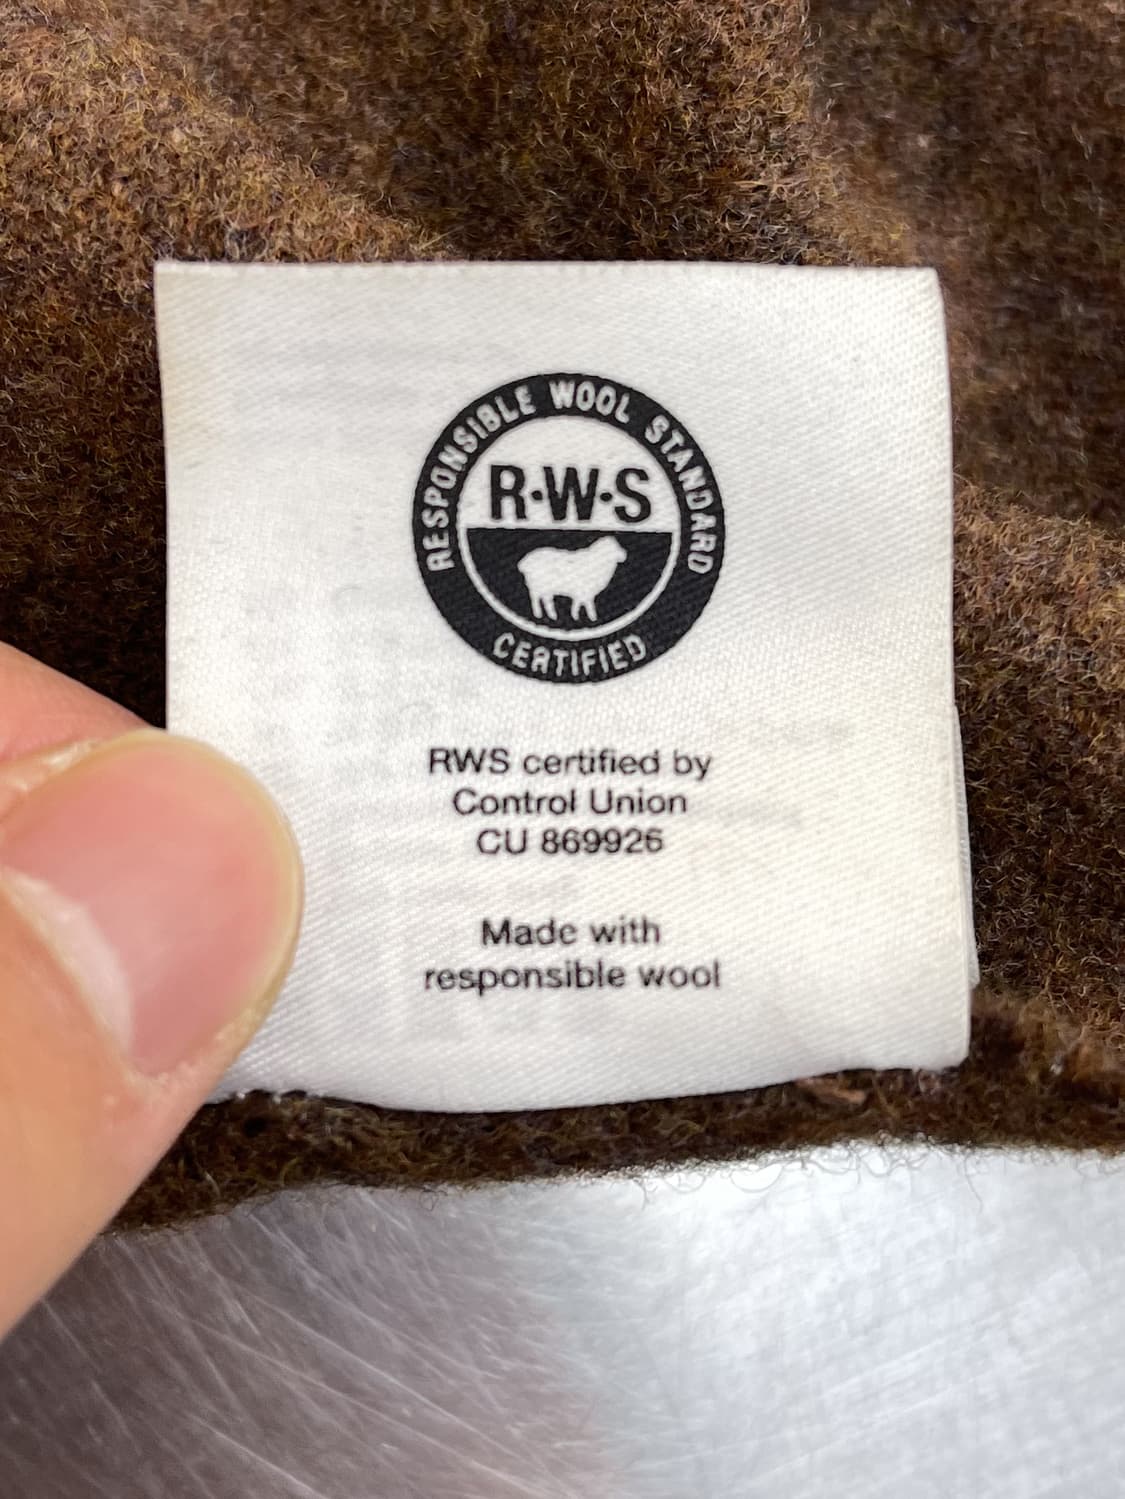 RESPONSIBLE WOOL STANDARD
R·W·S
CERTIFIED
RWS certified by
Control Union
CU 869926
Made with
responsible wool